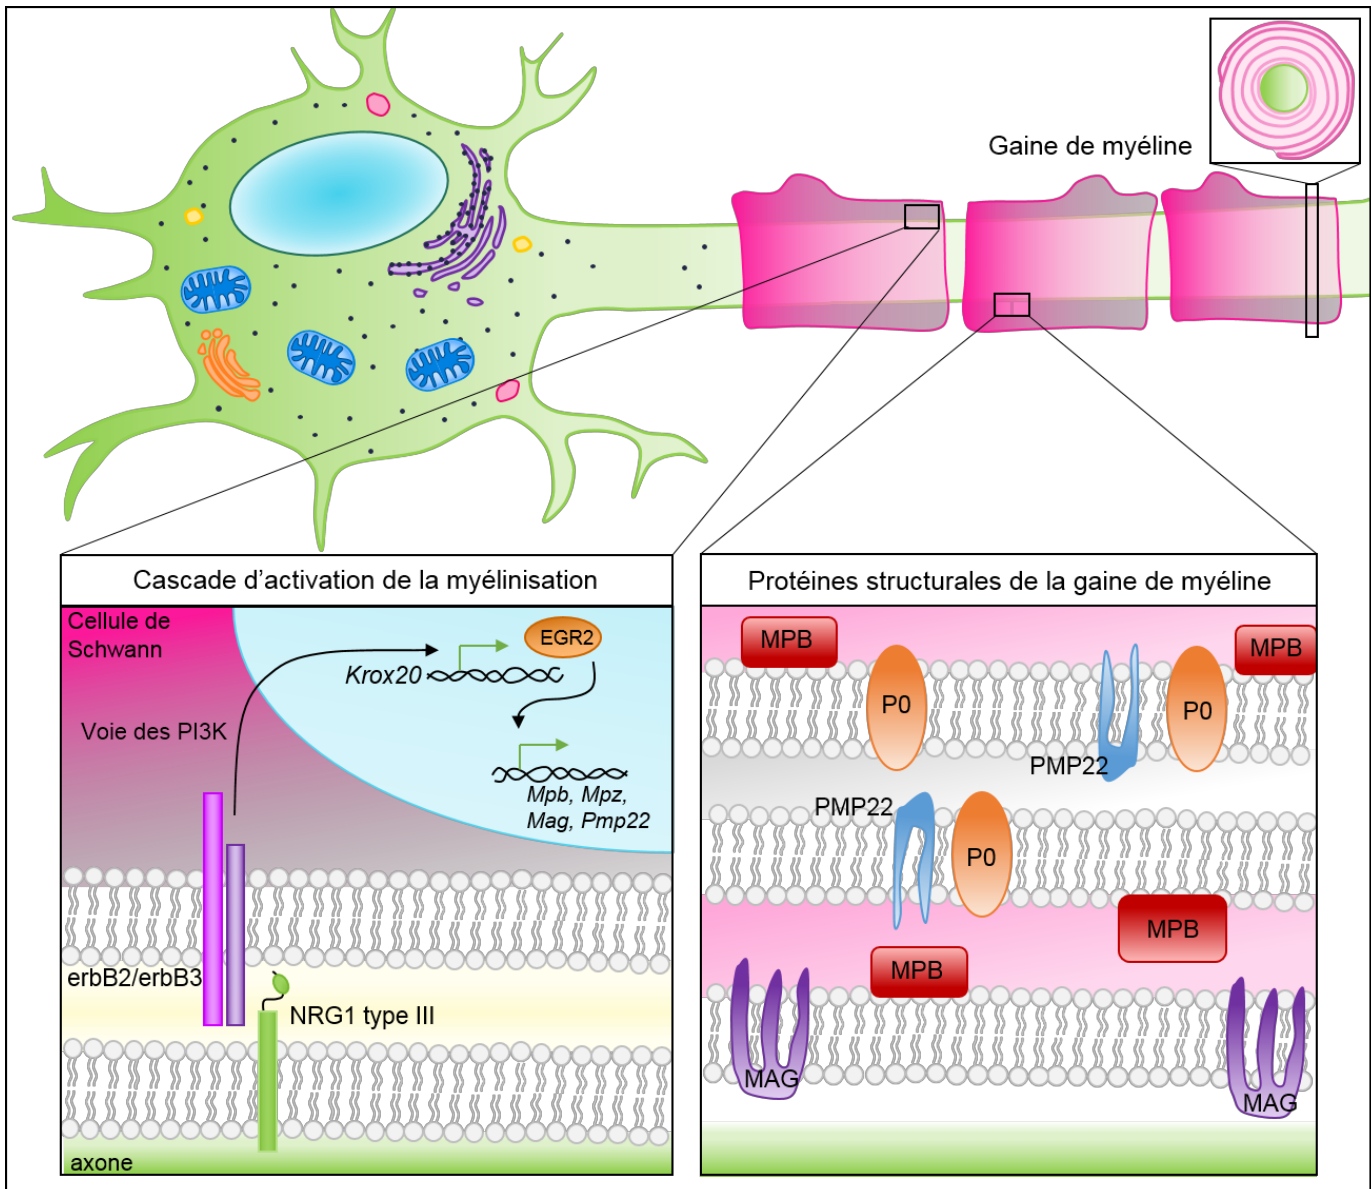 Gaine de myéline
Cascade d'activation de la myélinisation
Cellule de
Schwann
EGR2
Krox20
Voie des PI3K
Mpb, Mpz,
Mag, Pmp22
erbB2/erbB3
NRG1 type III
axone
Protéines structurales de la gaine de myéline
MPB
MPB
P0
P0
PMP22
PMP22
P0
MPB
MPB
MAG
MAG